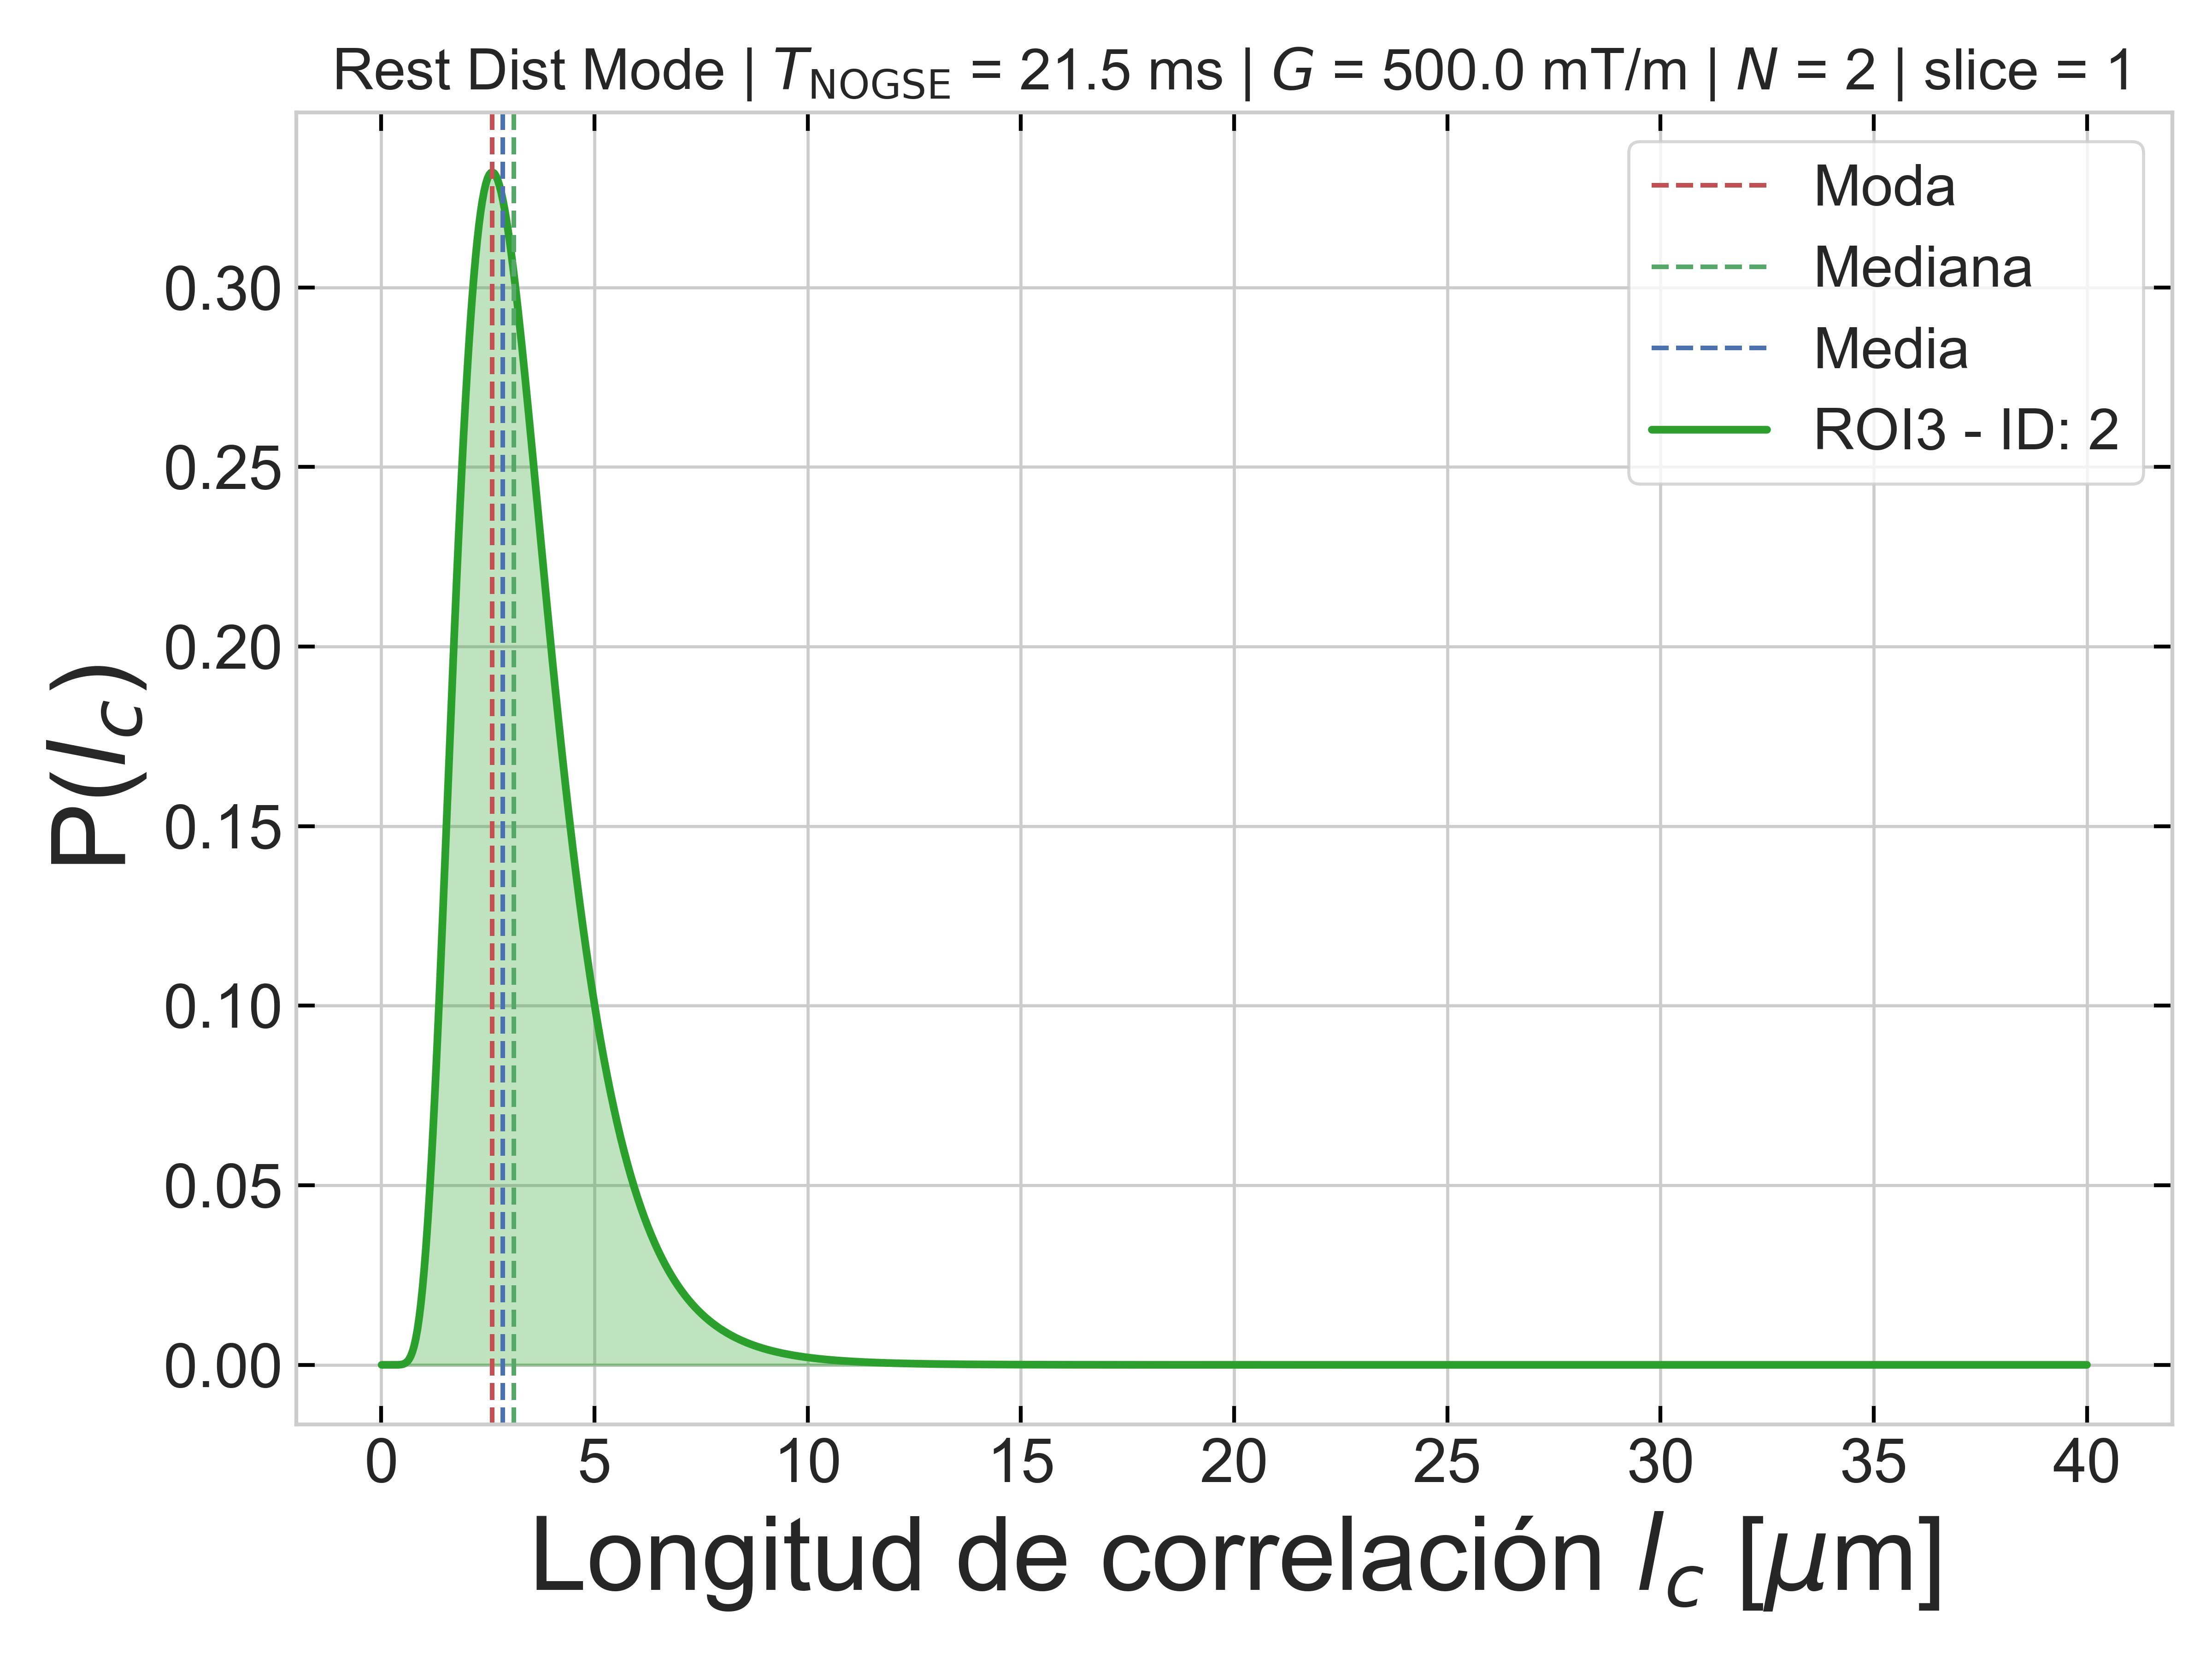 Rest Dist Mode | T_NOGSE = 21.5 ms | G = 500.0 mT/m | N = 2 | slice = 1
Moda
Mediana
Media
ROI3 - ID: 2
P(l_c)
0.30
0.25
0.20
0.15
0.10
0.05
0.00
0 5 10 15 20 25 30 35 40
Longitud de correlación l_c [μm]